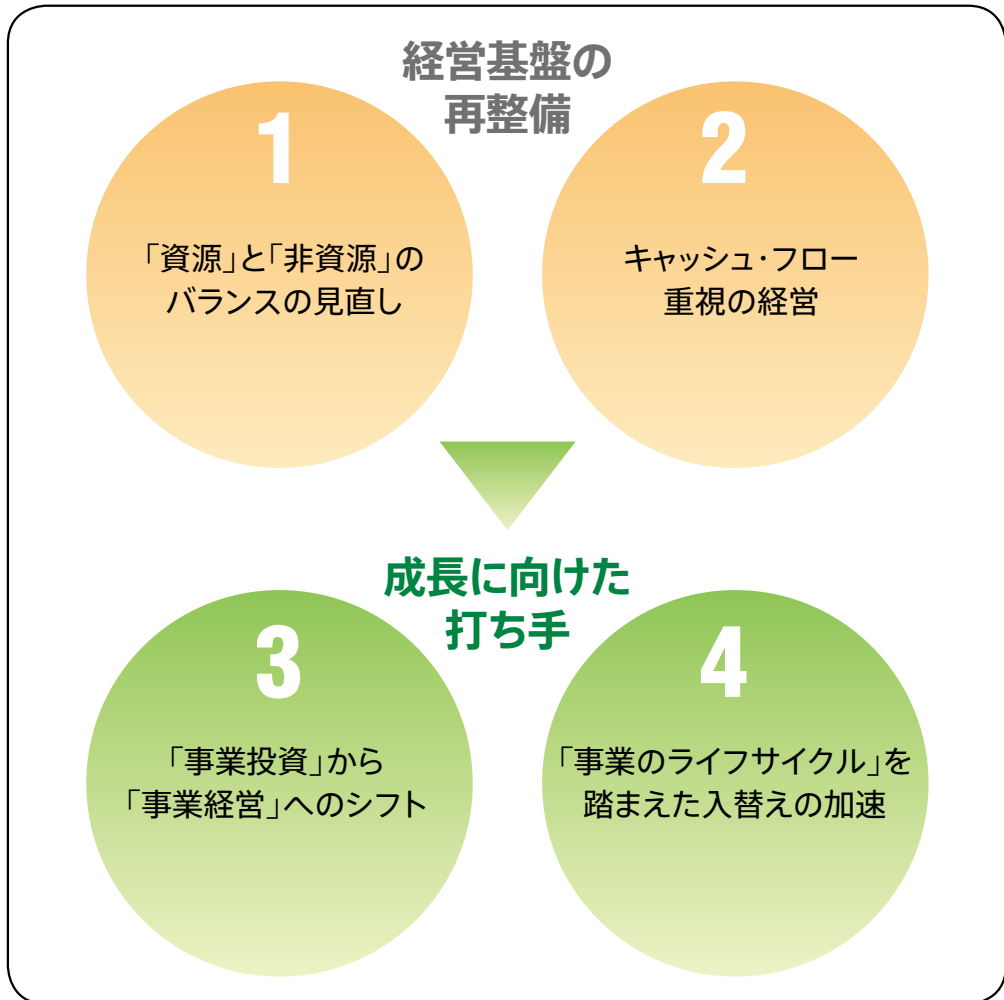 経営基盤の
再整備
1
「資源」と「非資源」の
バランスの見直し
2
キャッシュ・フロー
重視の経営
成長に向けた
打ち手
3
「事業投資」から
「事業経営」へのシフト
4
「事業のライフサイクル」を
踏まえた入替えの加速